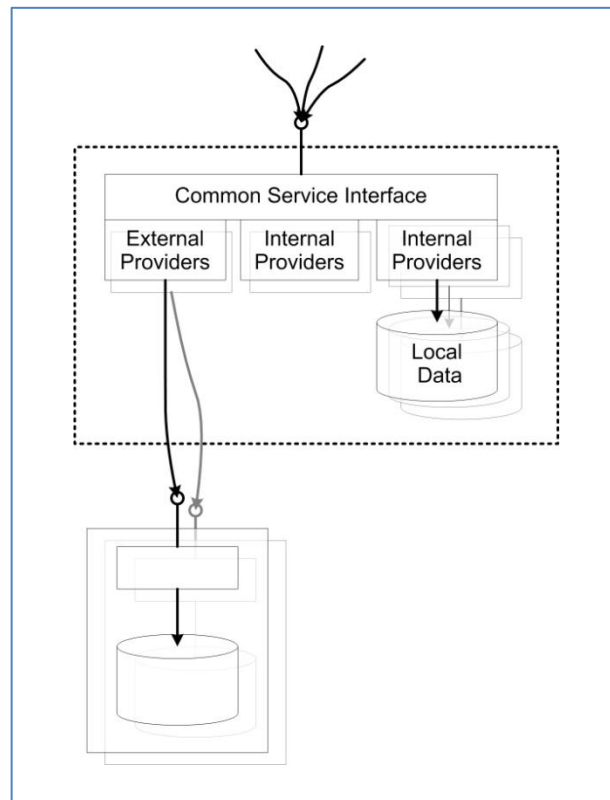 Common Service Interface
External
Providers
Internal
Providers
Internal
Providers
Local
Data